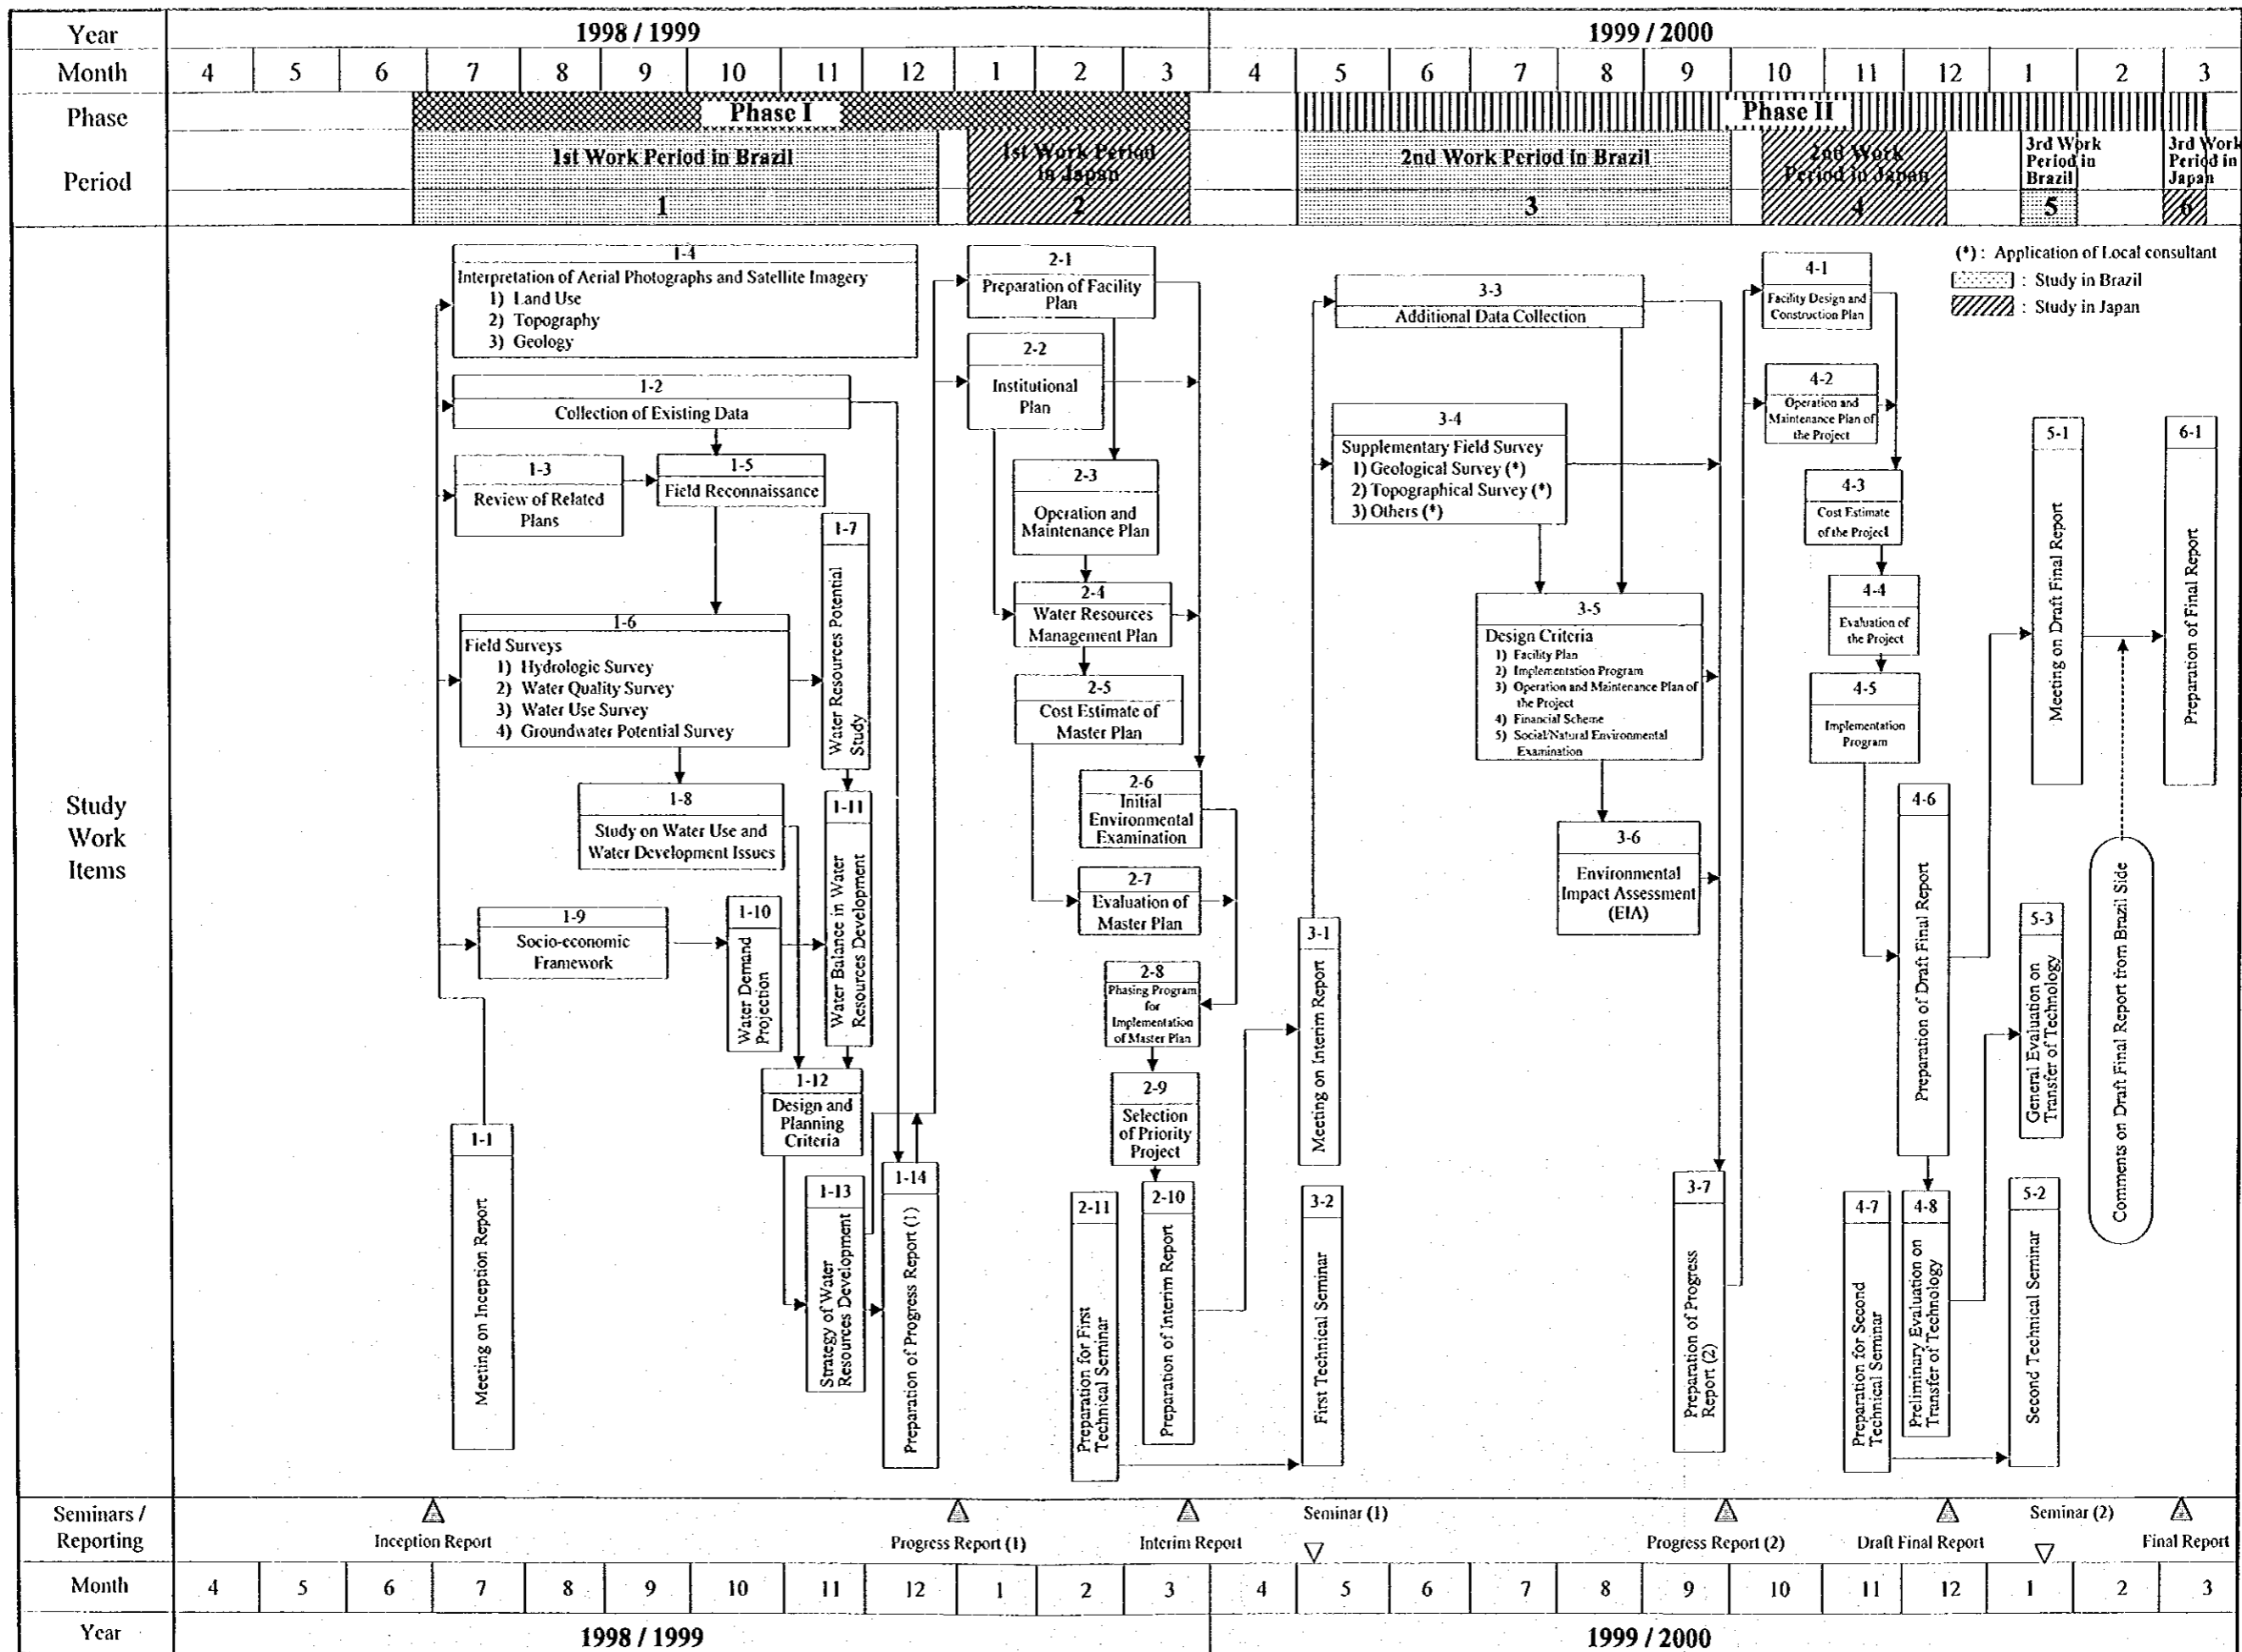 Year
1998 / 1999
1999 / 2000
Month
4 5 6 7 8 9 10 11 12 1 2 3 4 5 6 7 8 9 10 11 12 1 2 3
Phase
Phase I
Phase II
Period
1st Work Period in Brazil
1
1st Work Period
in Japan
2
2nd Work Period in Brazil
3
2nd Work
Period in Japan
4
3rd Work
Period in
Brazil
5
3rd Work
Period in
Japan
6
(*) : Application of Local consultant
: Study in Brazil
: Study in Japan
Study
Work
Items
1-4
Interpretation of Aerial Photographs and Satellite Imagery
1) Land Use
2) Topography
3) Geology
1-2
Collection of Existing Data
1-3
Review of Related
Plans
1-5
Field Reconnaissance
1-7
Water Resources Potential
Study
1-6
Field Surveys
1) Hydrologic Survey
2) Water Quality Survey
3) Water Use Survey
4) Groundwater Potential Survey
1-8
Study on Water Use and
Water Development Issues
1-11
Water Balance in Water
Resources Development
1-9
Socio-economic
Framework
1-10
Water Demand
Projection
1-12
Design and
Planning
Criteria
1-1
Meeting on Inception Report
1-13
Strategy of Water
Resources Development
1-14
Preparation of Progress Report (1)
2-1
Preparation of Facility
Plan
2-2
Institutional
Plan
2-3
Operation and
Maintenance Plan
2-4
Water Resources
Management Plan
2-5
Cost Estimate of
Master Plan
2-6
Initial
Environmental
Examination
2-7
Evaluation of
Master Plan
2-8
Phasing Program
for
Implementation
of Master Plan
2-9
Selection
of Priority
Project
2-11
Preparation for First
Technical Seminar
2-10
Preparation of Interim Report
3-1
Meeting on Interim Report
3-2
First Technical Seminar
3-3
Additional Data Collection
3-4
Supplementary Field Survey
1) Geological Survey (*)
2) Topographical Survey (*)
3) Others (*)
3-5
Design Criteria
1) Facility Plan
2) Implementation Program
3) Operation and Maintenance Plan of
the Project
4) Financial Scheme
5) Social/Natural Environmental
Examination
3-6
Environmental
Impact Assessment
(EIA)
3-7
Preparation of Progress
Report (2)
4-1
Facility Design and
Construction Plan
4-2
Operation and
Maintenance Plan of
the Project
4-3
Cost Estimate
of the Project
4-4
Evaluation of
the Project
4-5
Implementation
Program
4-6
Preparation of Draft Final Report
4-7
Preparation for Second
Technical Seminar
4-8
Preliminary Evaluation on
Transfer of Technology
5-1
Meeting on Draft Final Report
5-3
General Evaluation on
Transfer of Technology
5-2
Second Technical Seminar
Comments on Draft Final Report from Brazil Side
6-1
Preparation of Final Report
Seminars /
Reporting
Inception Report
Progress Report (1)
Interim Report
Seminar (1)
Progress Report (2)
Draft Final Report
Seminar (2)
Final Report
Month
4 5 6 7 8 9 10 11 12 1 2 3 4 5 6 7 8 9 10 11 12 1 2 3
Year
1998 / 1999
1999 / 2000